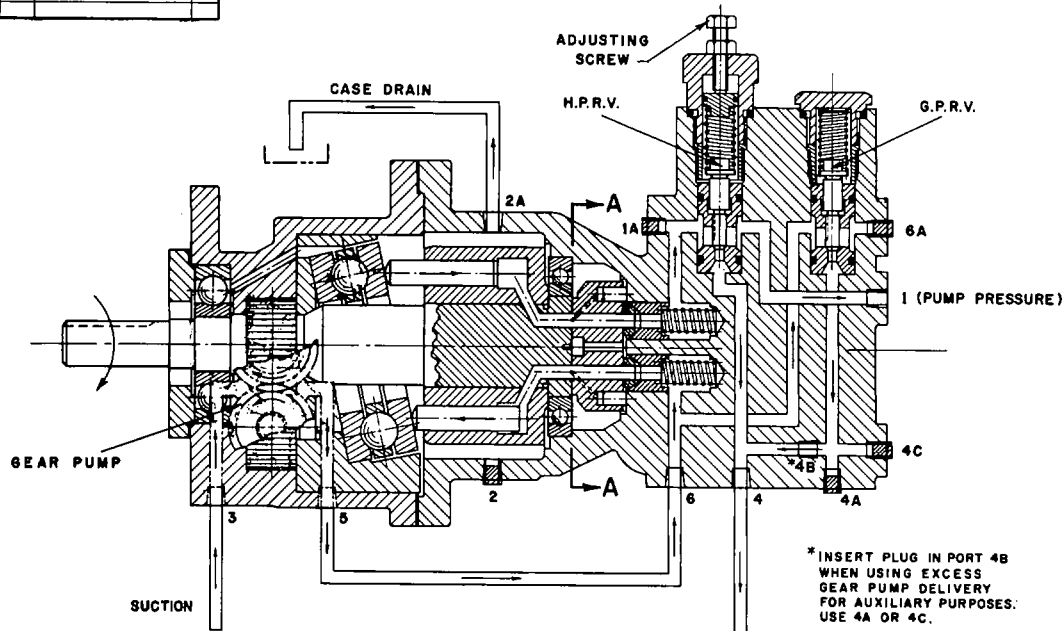 ADJUSTING
SCREW
CASE DRAIN
H.P.R.V.
G.P.R.V.
2A
A
1A
6A
1 (PUMP PRESSURE)
GEAR PUMP
A
*4B
4C
2
6
4
4A
3
5
SUCTION
*INSERT PLUG IN PORT 4B
WHEN USING EXCESS
GEAR PUMP DELIVERY
FOR AUXILIARY PURPOSES.
USE 4A OR 4C.